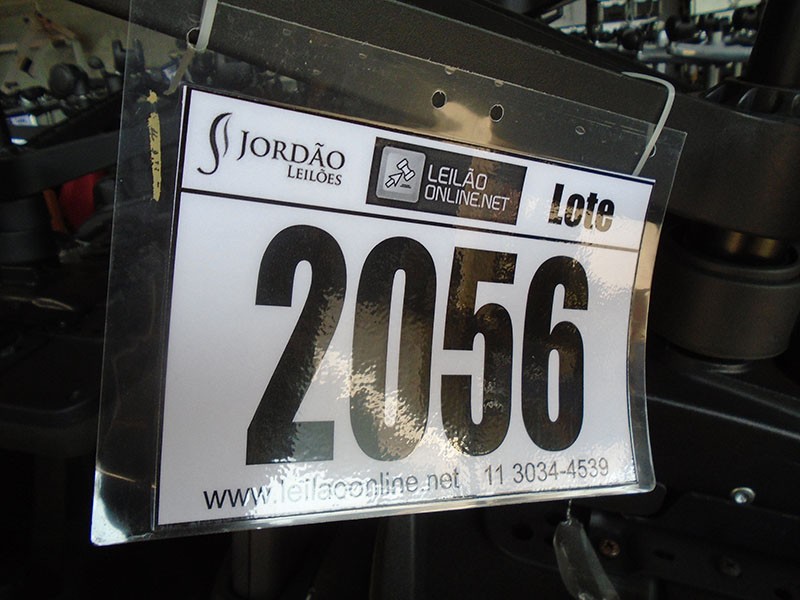 JORDÃO
LEILÕES
LEILÃO
ONLINE.NET
Lote
2056
www.leilaoonline.net 11 3034-4539